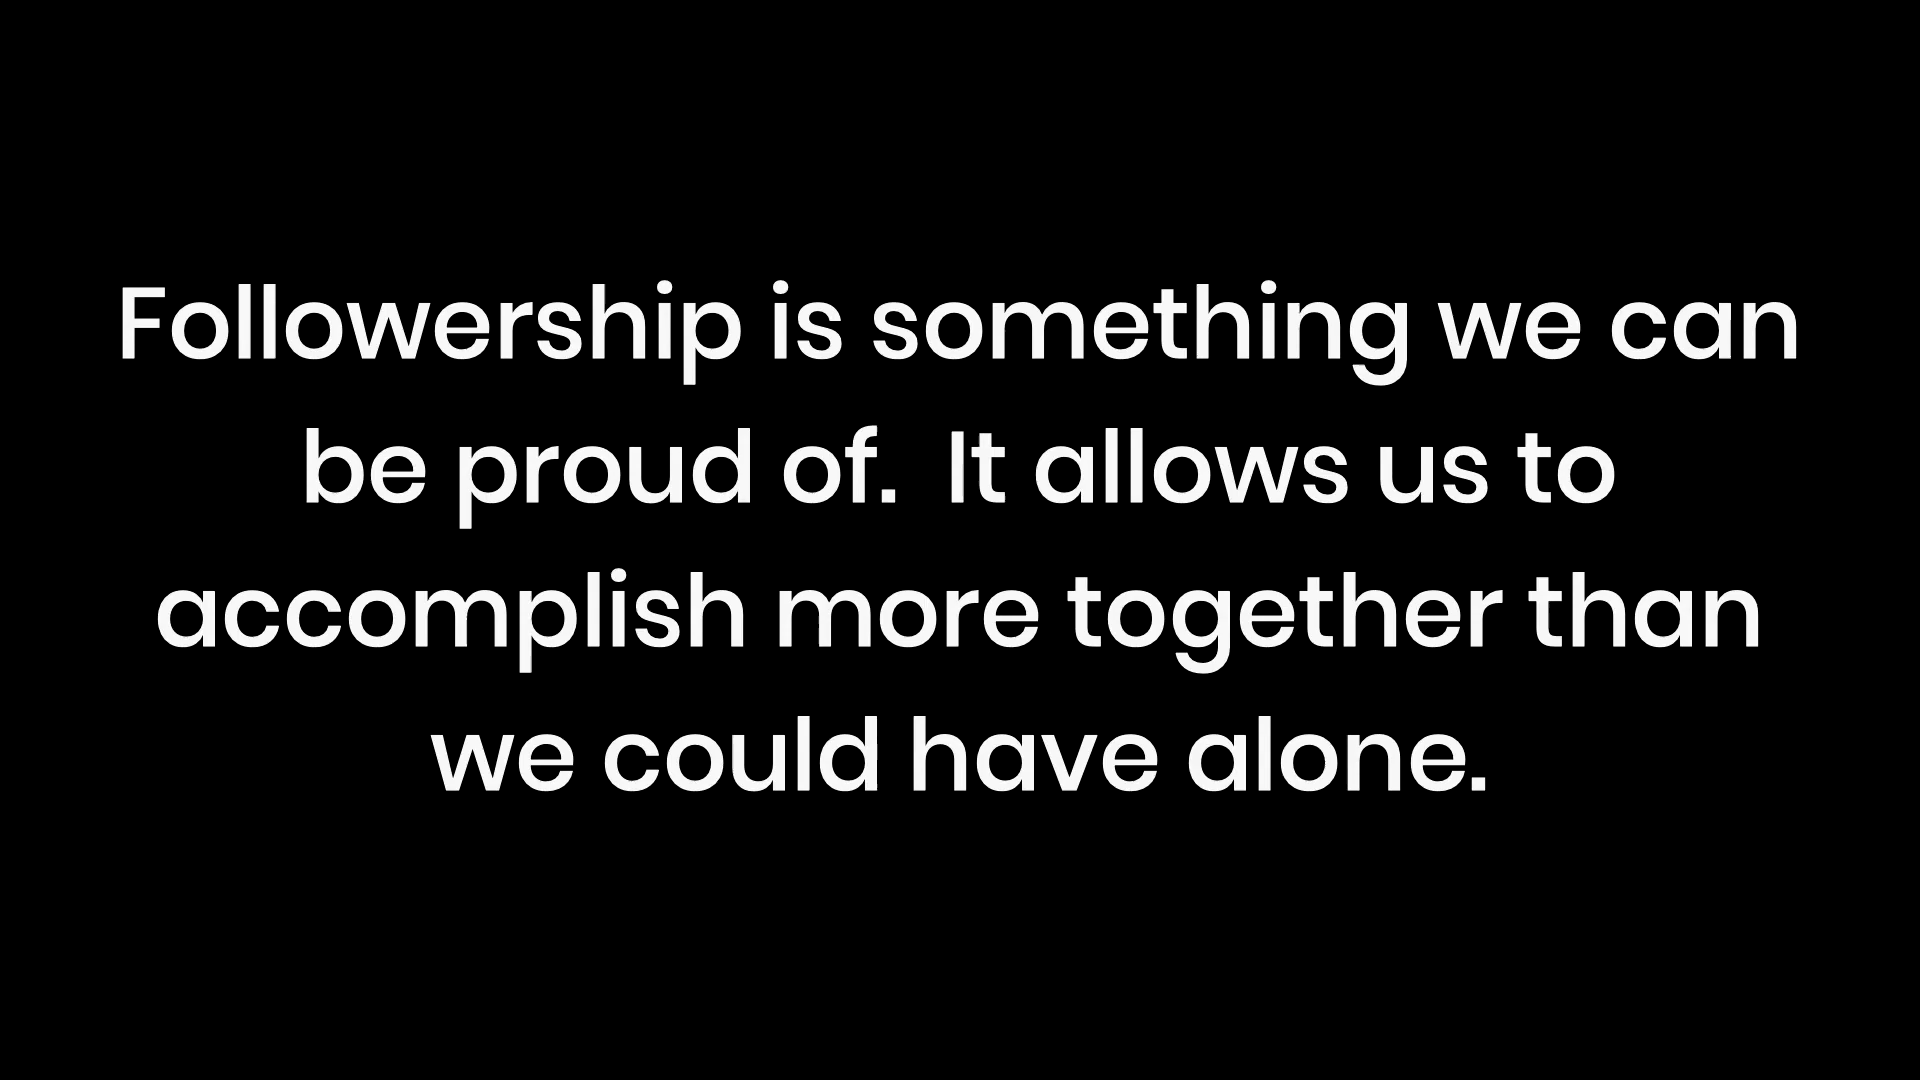 Followership is something we can
be proud of.  It allows us to
accomplish more together than
we could have alone.